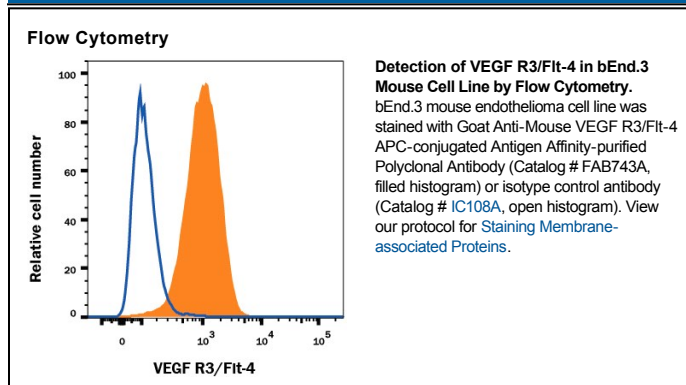 Flow Cytometry
Detection of VEGF R3/Flt-4 in bEnd.3
Mouse Cell Line by Flow Cytometry.
bEnd.3 mouse endothelioma cell line was
stained with Goat Anti-Mouse VEGF R3/Flt-4
APC-conjugated Antigen Affinity-purified
Polyclonal Antibody (Catalog # FAB743A,
filled histogram) or isotype control antibody
(Catalog # IC108A, open histogram). View
our protocol for Staining Membrane-
associated Proteins.
Relative cell number
100
80
60
40
20
0
0 10³ 10⁴ 10⁵
VEGF R3/Flt-4